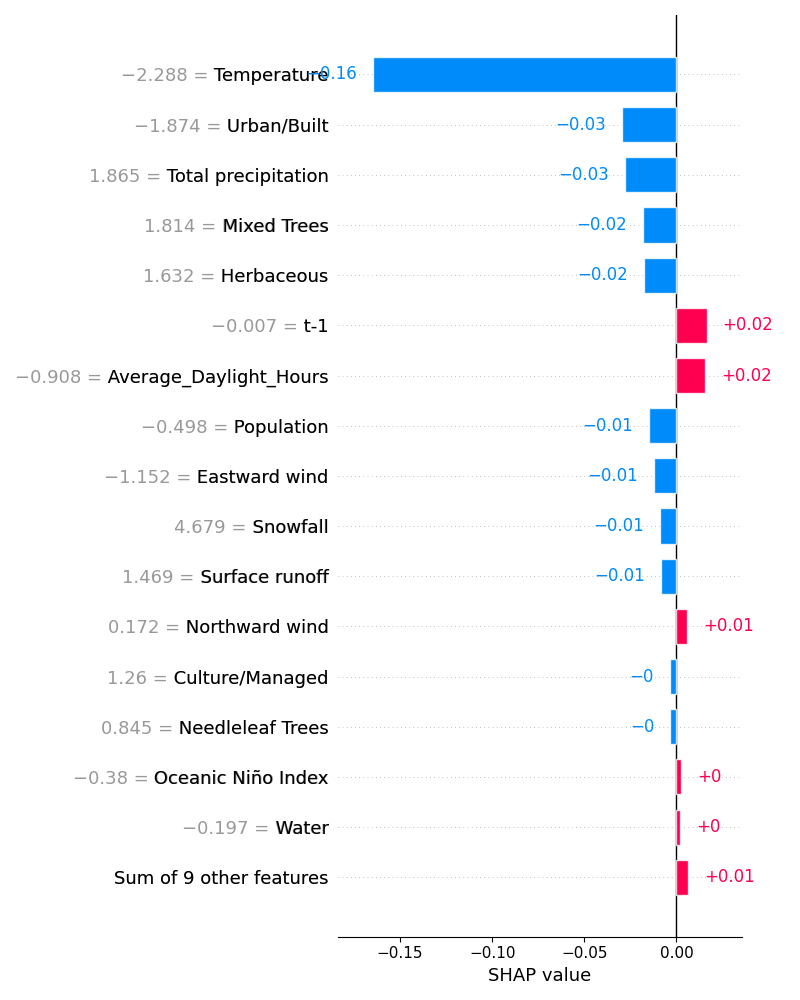 −2.288 = Temperature −0.16
−1.874 = Urban/Built −0.03
1.865 = Total precipitation −0.03
1.814 = Mixed Trees −0.02
1.632 = Herbaceous −0.02
−0.007 = t-1 +0.02
−0.908 = Average_Daylight_Hours +0.02
−0.498 = Population −0.01
−1.152 = Eastward wind −0.01
4.679 = Snowfall −0.01
1.469 = Surface runoff −0.01
0.172 = Northward wind +0.01
1.26 = Culture/Managed −0
0.845 = Needleleaf Trees −0
−0.38 = Oceanic Niño Index +0
−0.197 = Water +0
Sum of 9 other features +0.01
−0.15 −0.10 −0.05 0.00
SHAP value